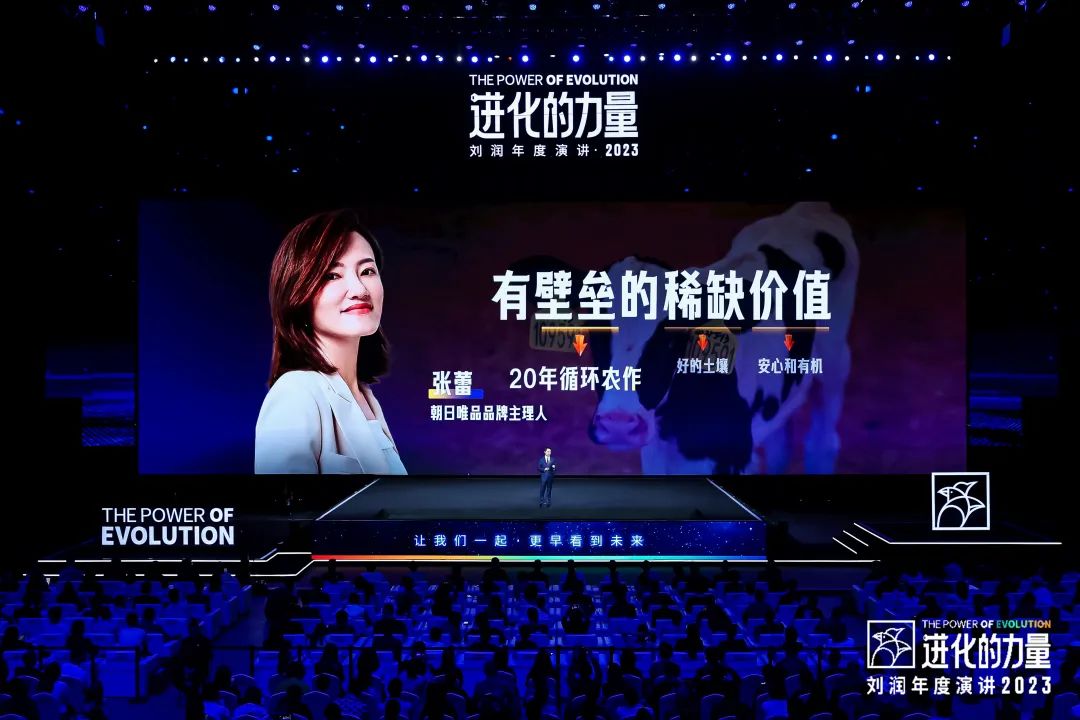 THE POWER OF EVOLUTION
进化的力量
刘润年度演讲·2023
有壁垒的稀缺价值
好的土壤
安心和有机
20年循环农作
张蕾
朝日唯品品牌主理人
THE POWER OF
EVOLUTION
让我们一起·更早看到未来
THE POWER OF EVOLUTION
进化的力量
刘润年度演讲2023